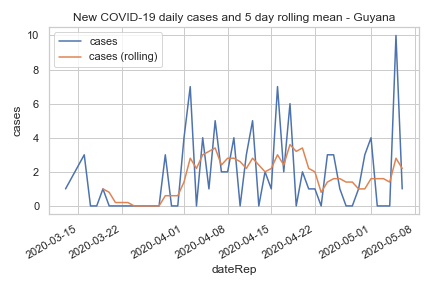 New COVID-19 daily cases and 5 day rolling mean - Guyana
cases
cases (rolling)
10
8
6
4
2
0
cases
2020-03-15
2020-03-22
2020-04-01
2020-04-08
2020-04-15
2020-04-22
2020-05-01
2020-05-08
dateRep